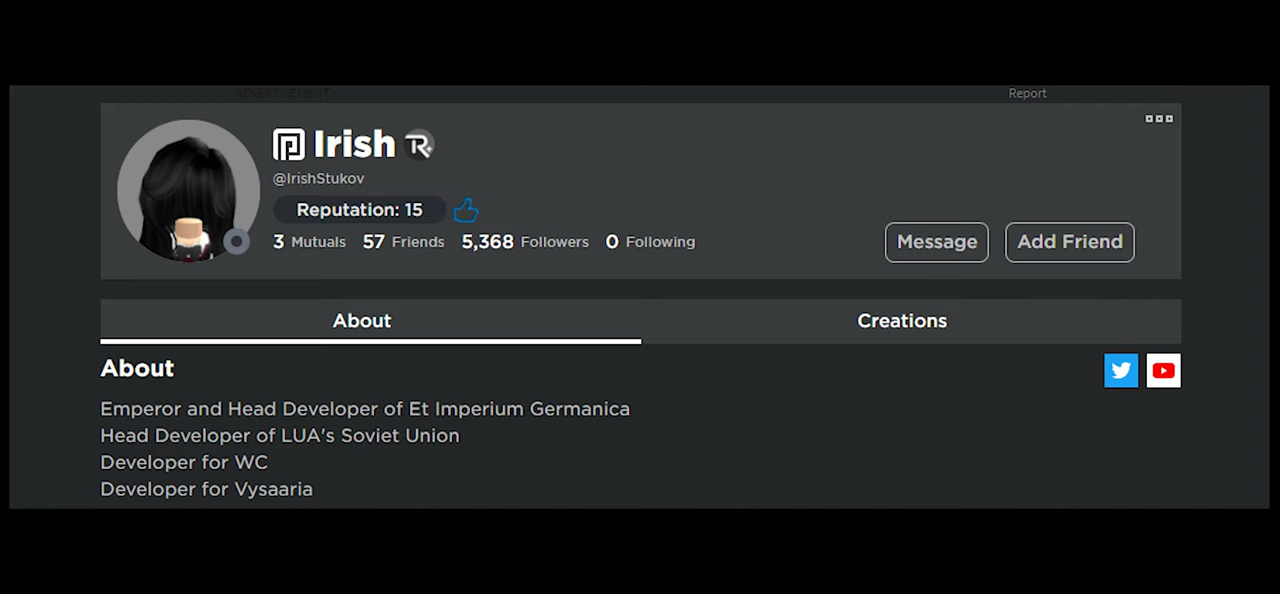 ADVERTISEMENT
Report
Irish
@IrishStukov
Reputation: 15
3 Mutuals 57 Friends 5,368 Followers 0 Following
Message
Add Friend
About
Creations
About
Emperor and Head Developer of Et Imperium Germanica
Head Developer of LUA's Soviet Union
Developer for WC
Developer for Vysaaria